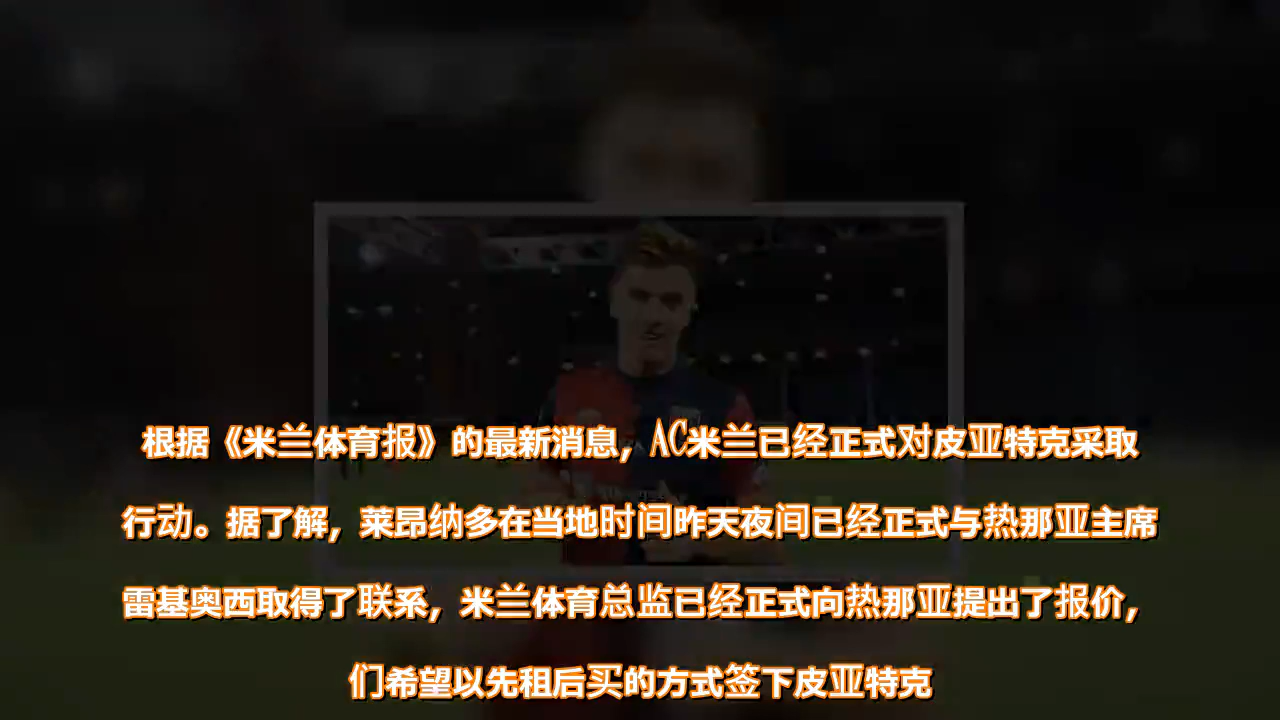 根据《米兰体育报》的最新消息，AC米兰已经正式对皮亚特克采取
行动。据了解，莱昂纳多在当地时间昨天夜间已经正式与热那亚主席
雷基奥西取得了联系，米兰体育总监已经正式向热那亚提出了报价，
们希望以先租后买的方式签下皮亚特克